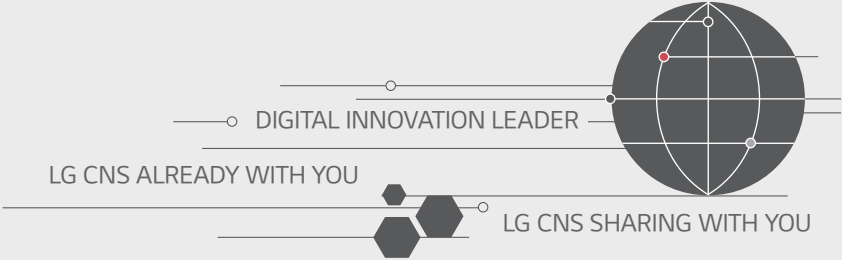 DIGITAL INNOVATION LEADER
LG CNS ALREADY WITH YOU
LG CNS SHARING WITH YOU